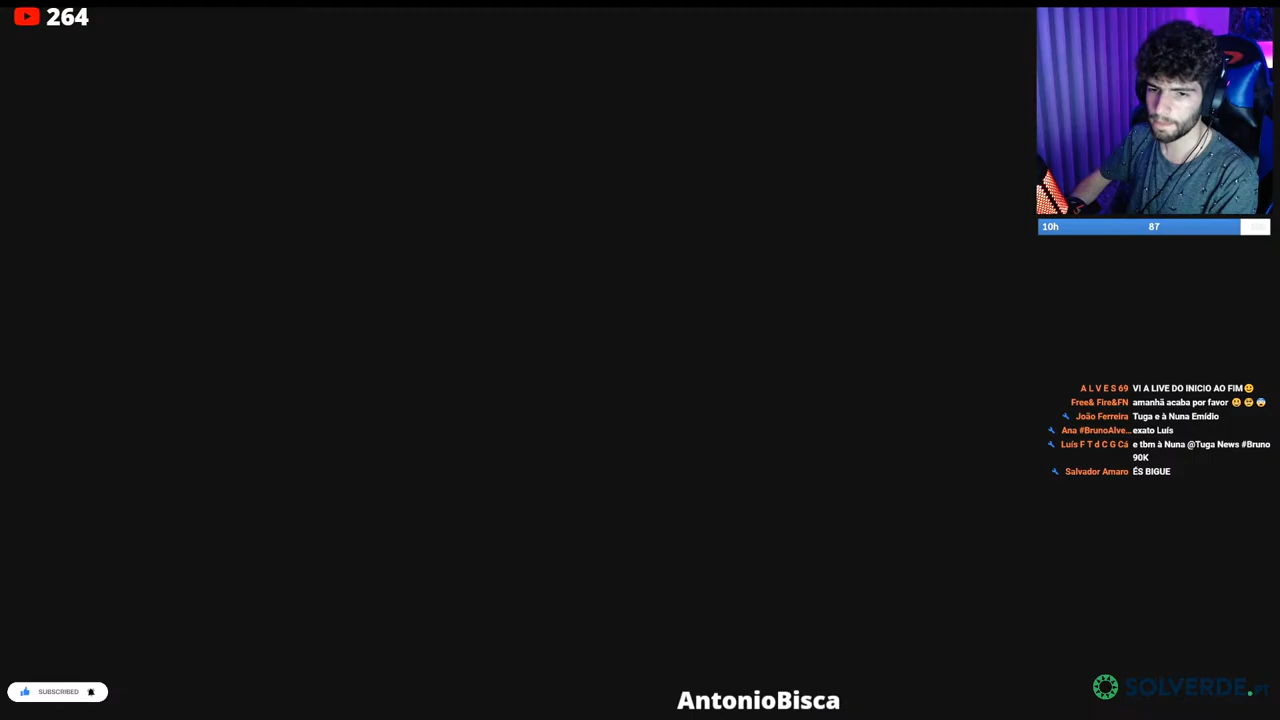 264
10h 87
A L V E S 69 VI A LIVE DO INICIO AO FIM
Free& Fire&FN amanhã acaba por favor
João Ferreira Tuga e à Nuna Emídio
Ana #BrunoAlve... exato Luís
Luís F T d C G Cá e tbm à Nuna @Tuga News #Bruno
90K
Salvador Amaro ÉS BIGUE
SUBSCRIBED
AntonioBisca
SOLVERDE.PT